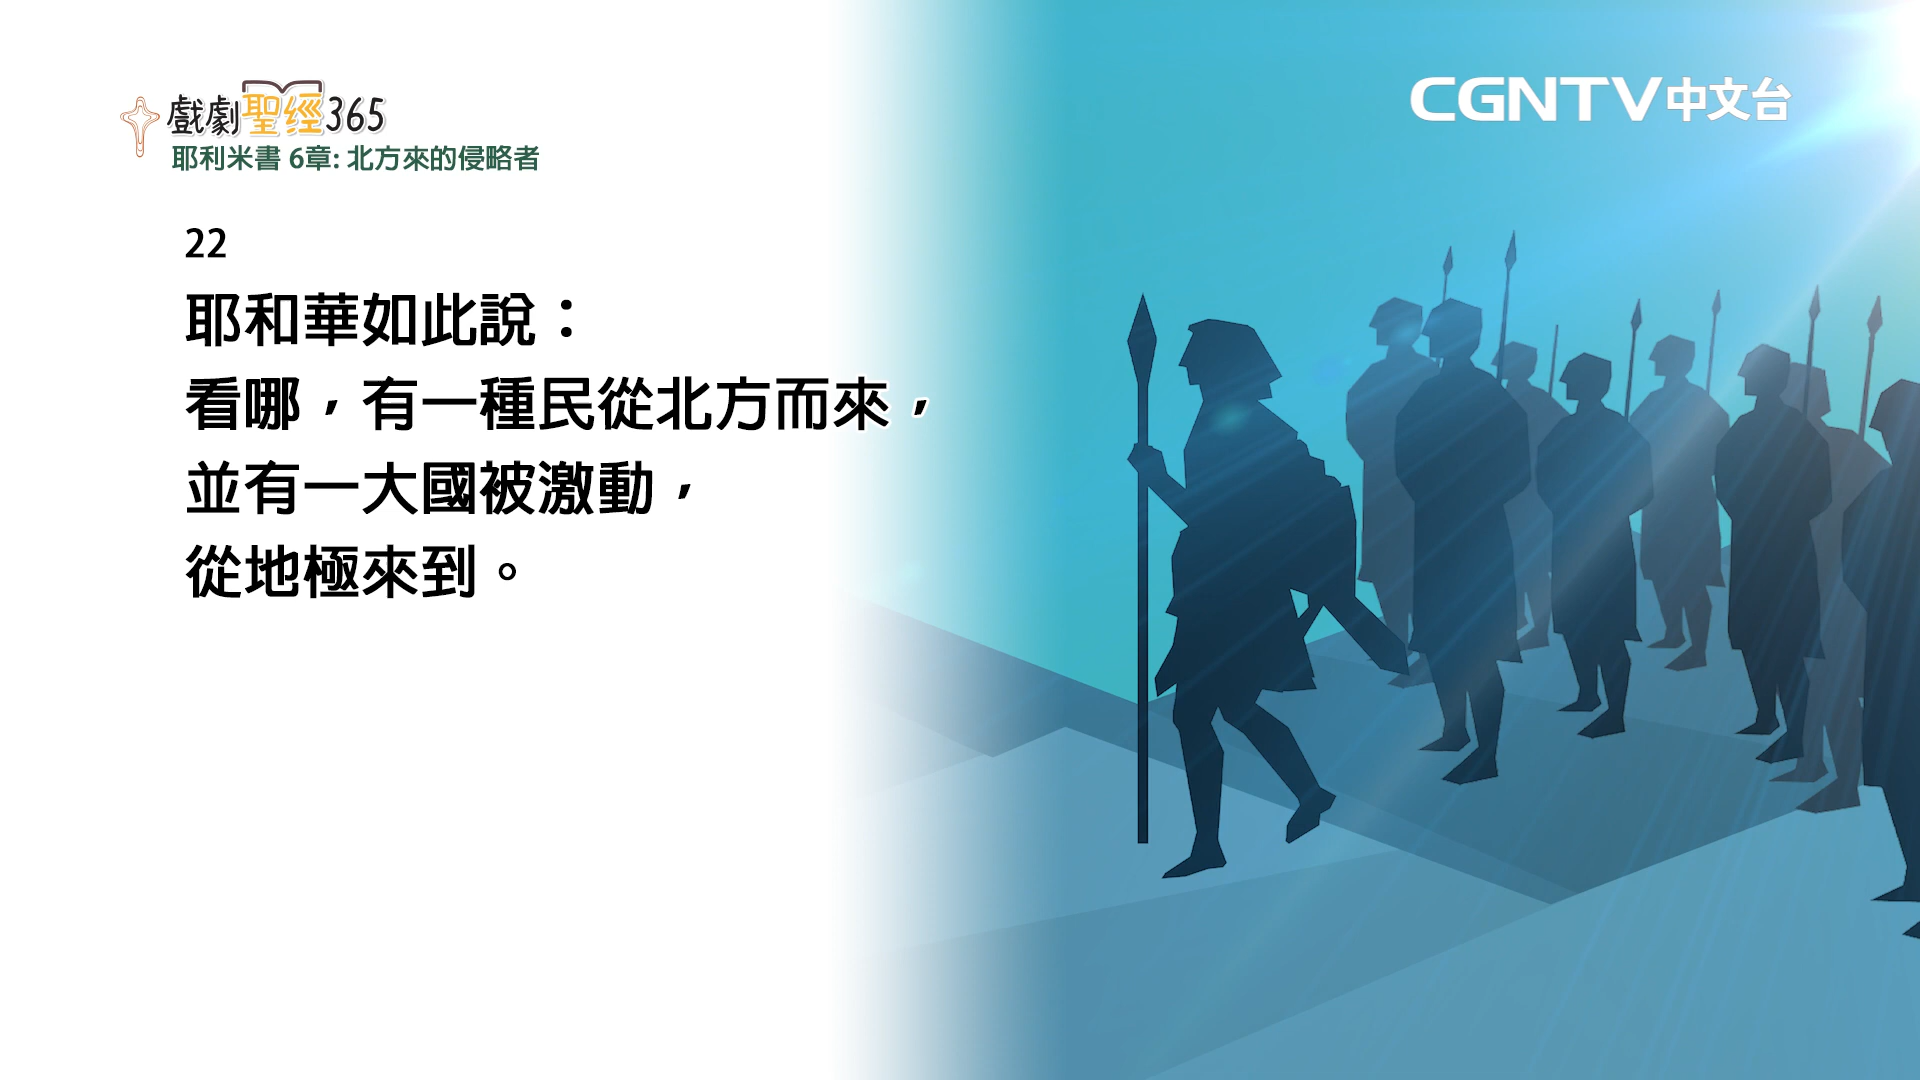 戲劇聖經365
耶利米書 6章: 北方來的侵略者
CGNTV中文台
22
耶和華如此說：
看哪，有一種民從北方而來，
並有一大國被激動，
從地極來到。